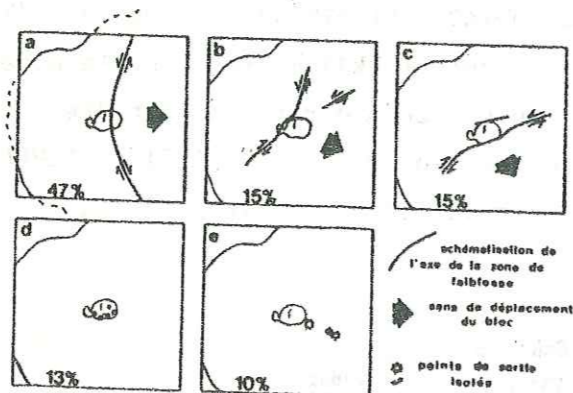 a
b
c
47%
15%
15%
d
e
13%
10%
schématisation de
l'axe de la zone de
faiblesse
sens de déplacement
du bloc
points de sortie
isolés